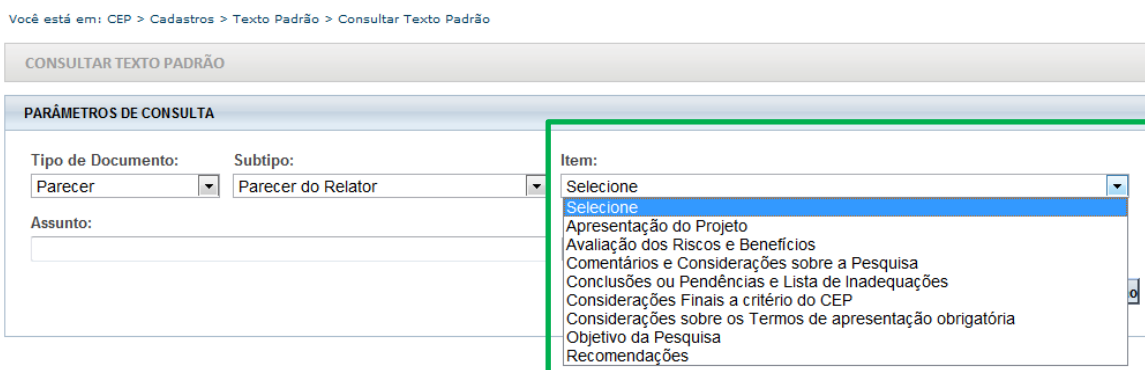 Você está em: CEP > Cadastros > Texto Padrão > Consultar Texto Padrão
CONSULTAR TEXTO PADRÃO
PARÂMETROS DE CONSULTA
Tipo de Documento: Subtipo: Item:
Parecer Parecer do Relator Selecione
Selecione
Assunto:
Apresentação do Projeto
Avaliação dos Riscos e Benefícios
Comentários e Considerações sobre a Pesquisa
Conclusões ou Pendências e Lista de Inadequações
Considerações Finais a critério do CEP
Considerações sobre os Termos de apresentação obrigatória
Objetivo da Pesquisa
Recomendações